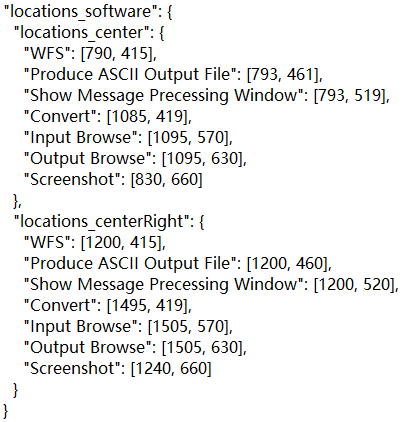 "locations_software": {
"locations_center": {
"WFS": [790, 415],
"Produce ASCII Output File": [793, 461],
"Show Message Precessing Window": [793, 519],
"Convert": [1085, 419],
"Input Browse": [1095, 570],
"Output Browse": [1095, 630],
"Screenshot": [830, 660]
},
"locations_centerRight": {
"WFS": [1200, 415],
"Produce ASCII Output File": [1200, 460],
"Show Message Precessing Window": [1200, 520],
"Convert": [1495, 419],
"Input Browse": [1505, 570],
"Output Browse": [1505, 630],
"Screenshot": [1240, 660]
}
}